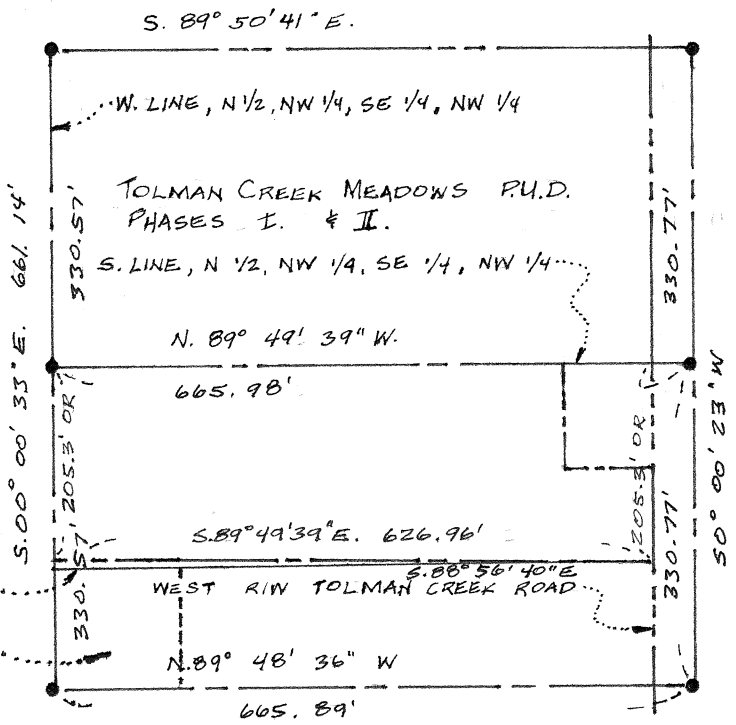 S. 89° 50' 41" E.
W. LINE, N 1/2, NW 1/4, SE 1/4, NW 1/4
TOLMAN CREEK MEADOWS P.U.D.
PHASES I. & II.
S. 00° 00' 33" E. 661. 14'
330.57'
330.77'
S. LINE, N 1/2, NW 1/4, SE 1/4, NW 1/4
N. 89° 49' 39" W.
665. 98'
S0° 00' 23" W
205.3' OR
205.3' OR
S. 89° 49' 39" E. 626. 96'
S. 88° 56' 40" E
330.57'
330.77'
WEST R/W TOLMAN CREEK ROAD
N. 89° 48' 36" W
665. 89'